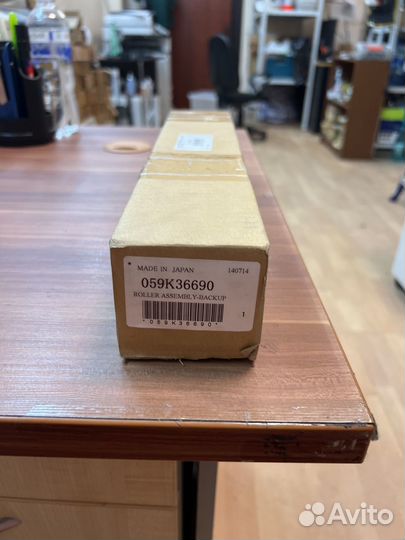 MADE IN JAPAN 140714
059K36690
ROLLER ASSEMBLY-BACKUP
1
*059K36690*
Avito